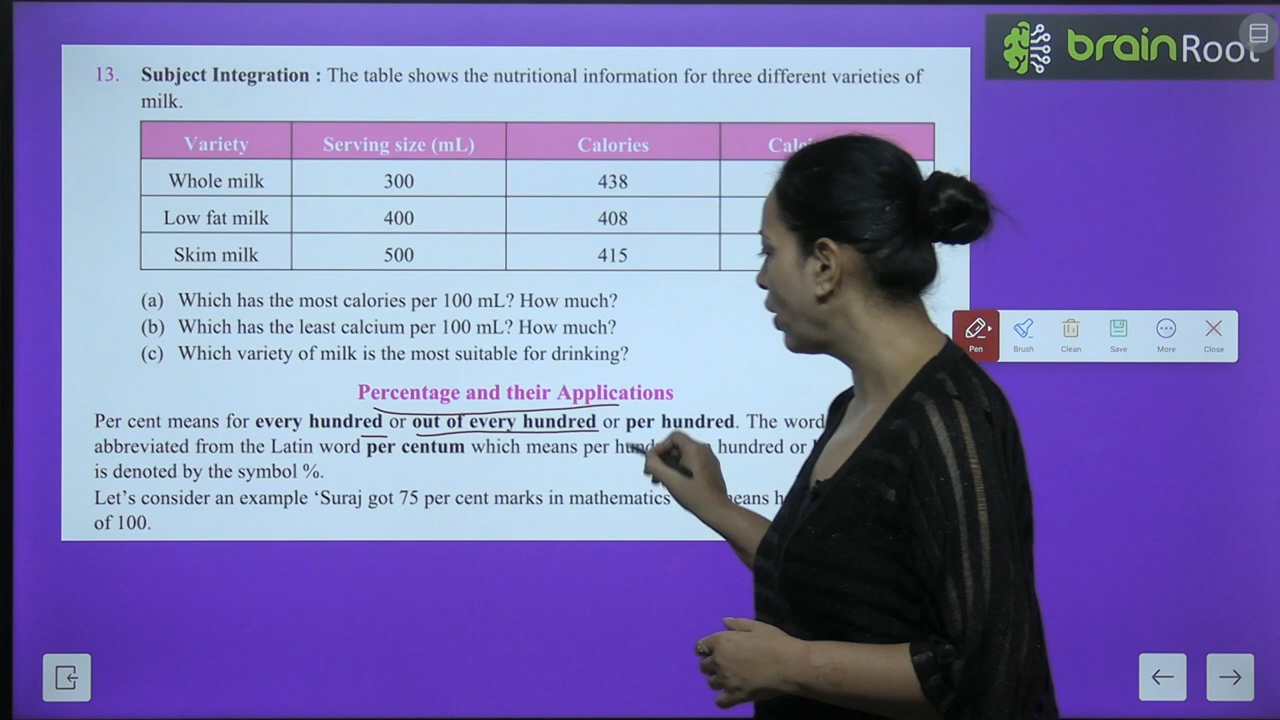 brainRoot
13. Subject Integration : The table shows the nutritional information for three different varieties of
milk.
Variety Serving size (mL) Calories
Whole milk 300 438
Low fat milk 400 408
Skim milk 500 415
(a) Which has the most calories per 100 mL? How much?
(b) Which has the least calcium per 100 mL? How much?
(c) Which variety of milk is the most suitable for drinking?
Pen Brush Clean Save More Close
Percentage and their Applications
Per cent means for every hundred or out of every hundred or per hundred. The word
abbreviated from the Latin word per centum which means per hundred or
is denoted by the symbol %.
Let's consider an example ‘Suraj got 75 per cent marks in mathematics
of 100.